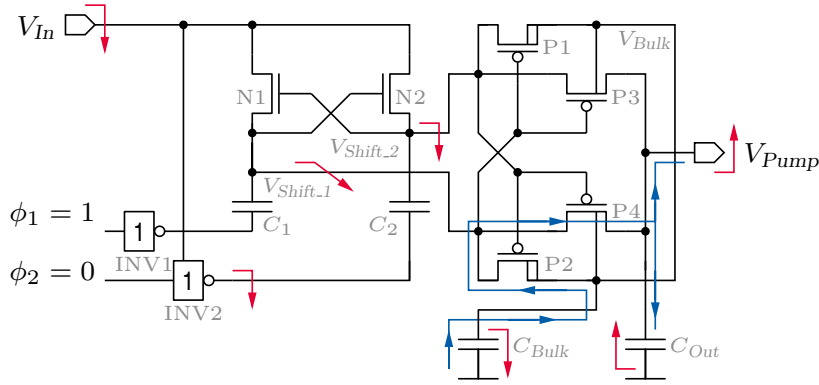 V_In
P1
V_Bulk
N1
N2
P3
V_Shift_2
V_Pump
V_Shift_1
ϕ₁ = 1
1
C₁
C₂
P4
INV1
ϕ₂ = 0
1
P2
INV2
C_Bulk
C_Out